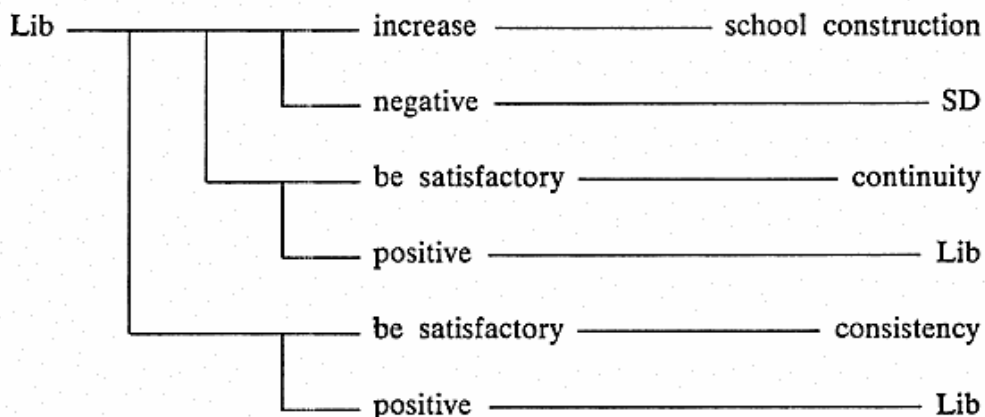 Lib increase school construction
negative SD
be satisfactory continuity
positive Lib
be satisfactory consistency
positive Lib